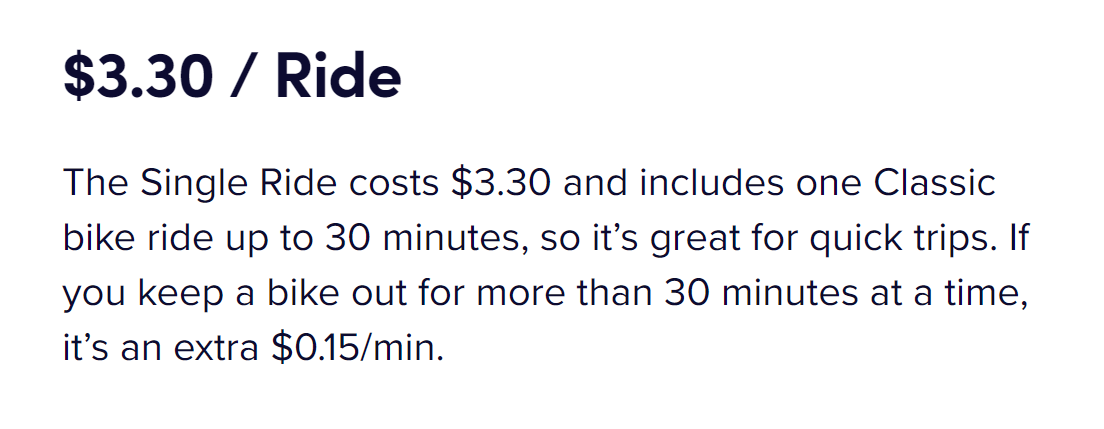 $3.30 / Ride
The Single Ride costs $3.30 and includes one Classic
bike ride up to 30 minutes, so it’s great for quick trips. If
you keep a bike out for more than 30 minutes at a time,
it’s an extra $0.15/min.